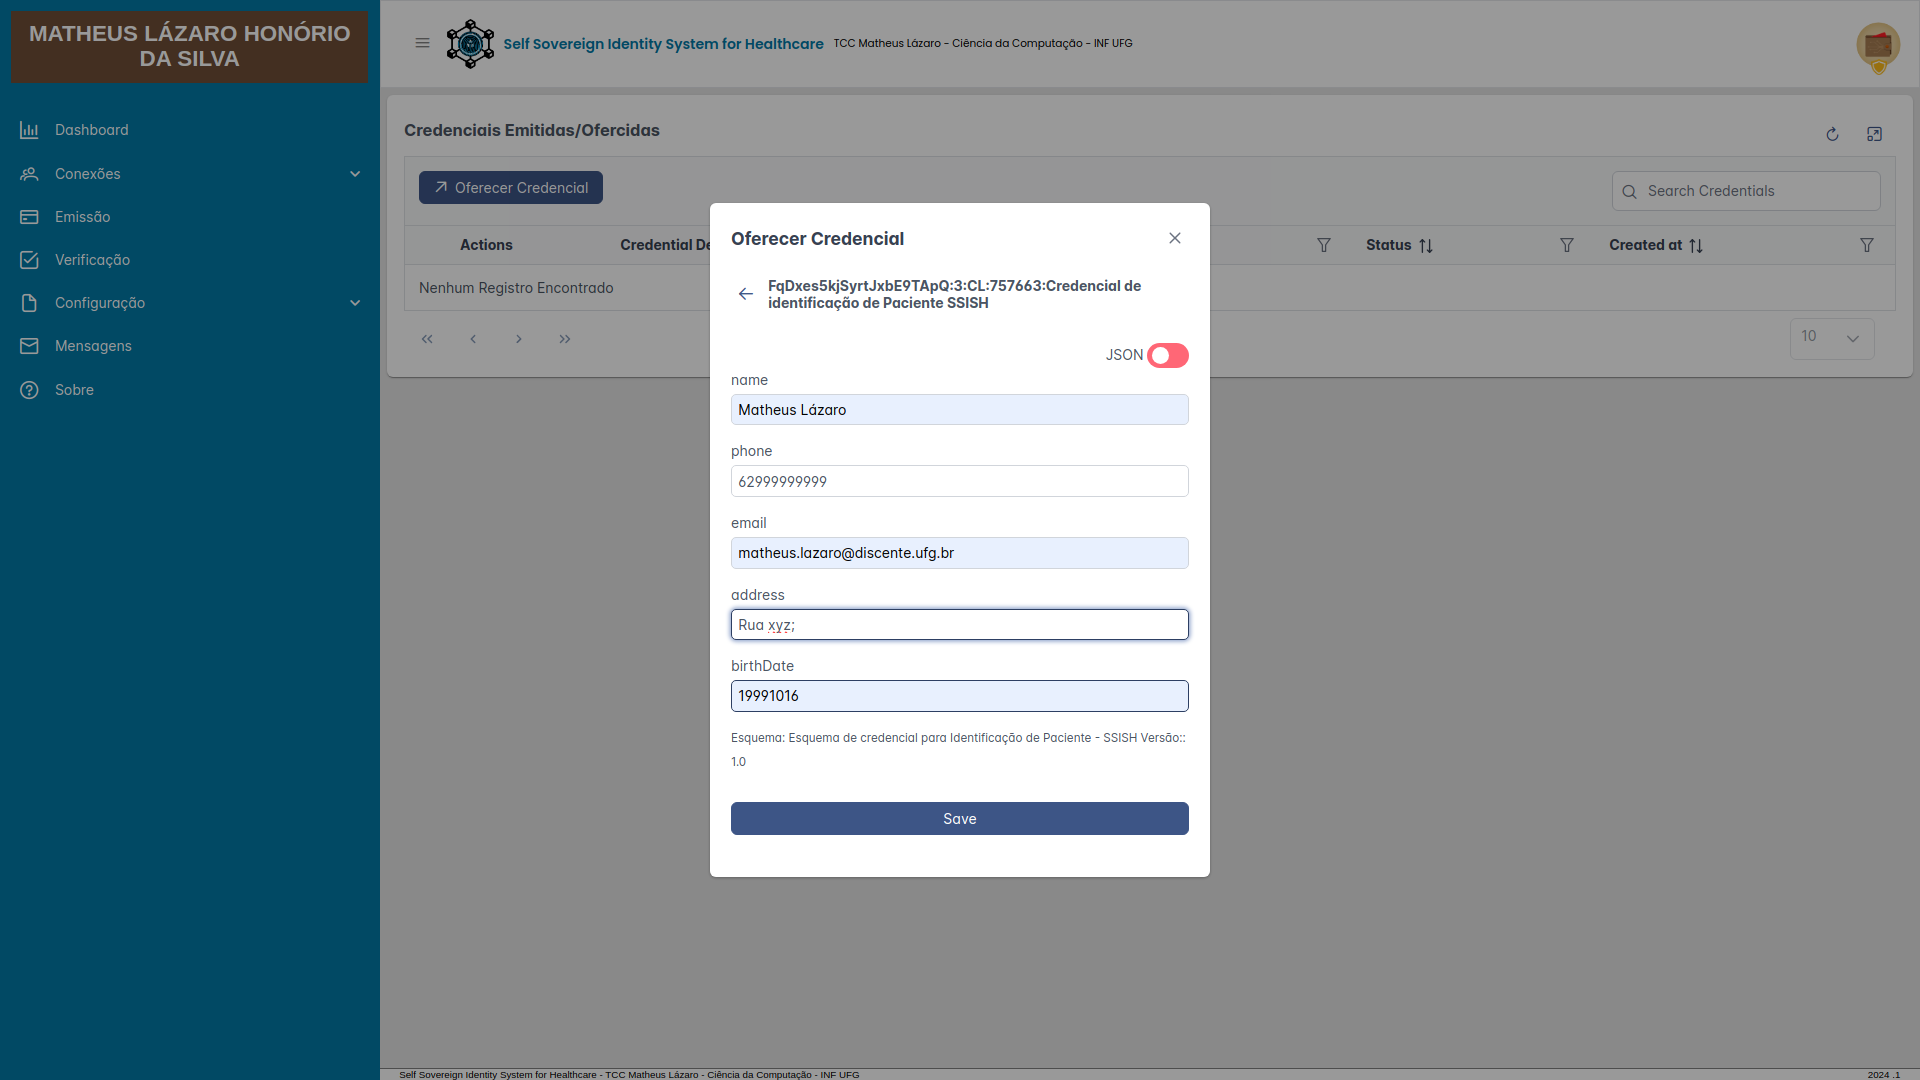 MATHEUS LÁZARO HONÓRIO
DA SILVA
Dashboard
Conexões
Emissão
Verificação
Configuração
Mensagens
Sobre
Self Sovereign Identity System for Healthcare TCC Matheus Lázaro - Ciência da Computação - INF UFG
Credenciais Emitidas/Ofercidas
Oferecer Credencial
Search Credentials
Actions Credential De Status Created at
Nenhum Registro Encontrado
10
Oferecer Credencial
FqDxes5kjSyrtJxbE9TApQ:3:CL:757663:Credencial de
identificação de Paciente SSISH
JSON
name
Matheus Lázaro
phone
62999999999
email
matheus.lazaro@discente.ufg.br
address
Rua xyz;
birthDate
19991016
Esquema: Esquema de credencial para Identificação de Paciente - SSISH Versão::
1.0
Save
Self Sovereign Identity System for Healthcare - TCC Matheus Lázaro - Ciência da Computação - INF UFG
2024 .1